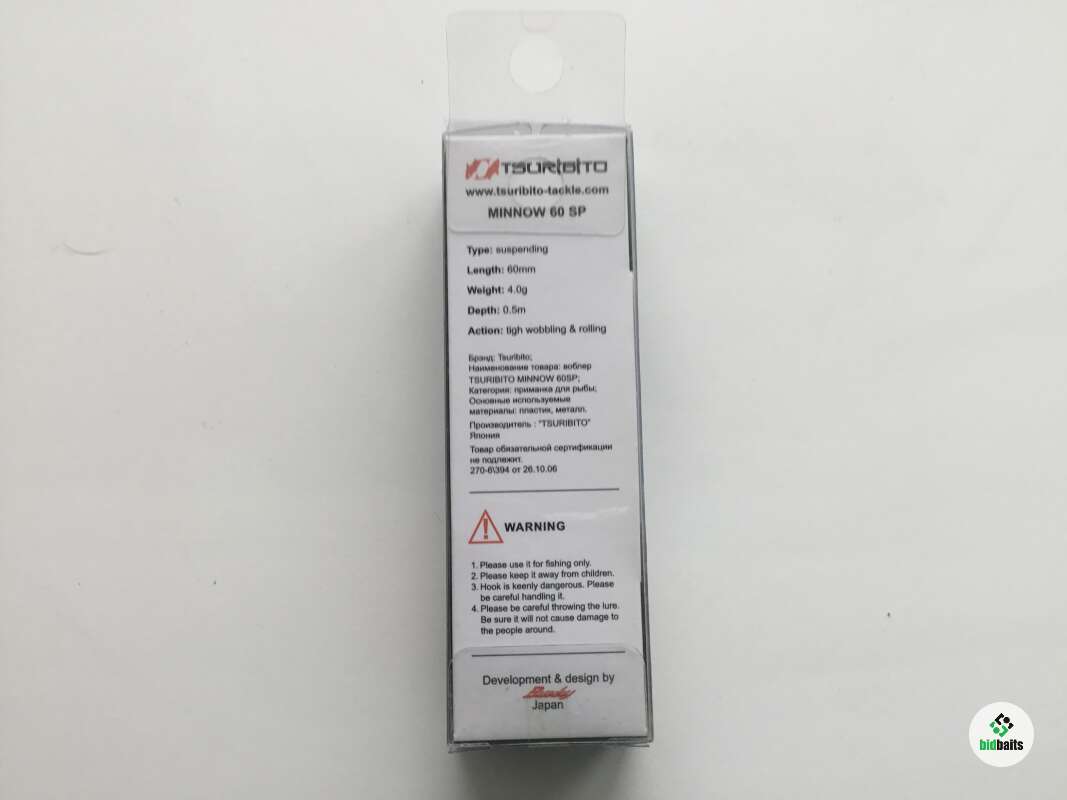 TSURIBITO
www.tsuribito-tackle.com
MINNOW 60 SP
Type: suspending
Length: 60mm
Weight: 4.0g
Depth: 0.5m
Action: tigh wobbling & rolling
Брэнд: Tsuribito;
Наименование товара: воблер
TSURIBITO MINNOW 60SP;
Категория: приманка для рыбы;
Основные используемые
материалы: пластик, металл.
Производитель : "TSURIBITO"
Япония
Товар обязательной сертификации
не подлежит.
270-6\394 от 26.10.06
WARNING
1. Please use it for fishing only.
2. Please keep it away from children.
3. Hook is keenly dangerous. Please
be careful handling it.
4. Please be careful throwing the lure.
Be sure it will not cause damage to
the people around.
Development & design by
Japan
bidbaits